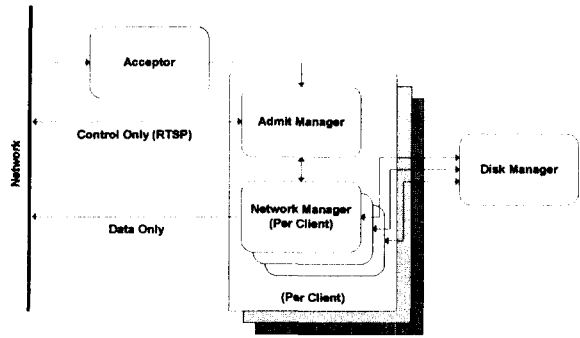 Network
Acceptor
Admit Manager
Control Only (RTSP)
Disk Manager
Network Manager
(Per Client)
Data Only
(Per Client)